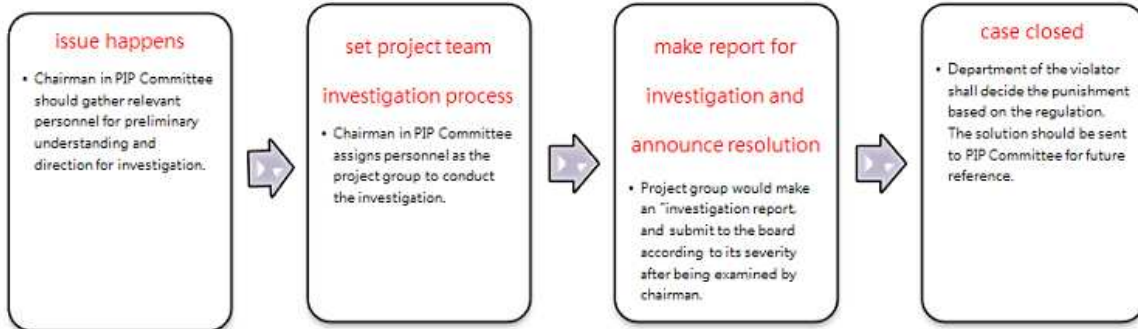 issue happens
• Chairman in PIP Committee
should gather relevant
personnel for preliminary
understanding and
direction for investigation.
set project team
investigation process
• Chairman in PIP Committee
assigns personnel as the
project group to conduct
the investigation.
make report for
investigation and
announce resolution
• Project group would make
an "investigation report,
and submit to the board
according to its severity
after being examined by
chairman.
case closed
• Department of the violator
shall decide the punishment
based on the regulation.
The solution should be sent
to PIP Committee for future
reference.